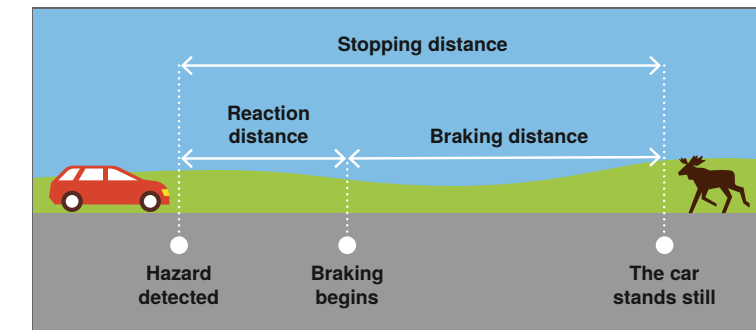 Stopping distance
Reaction
distance
Braking distance
Hazard
detected
Braking
begins
The car
stands still